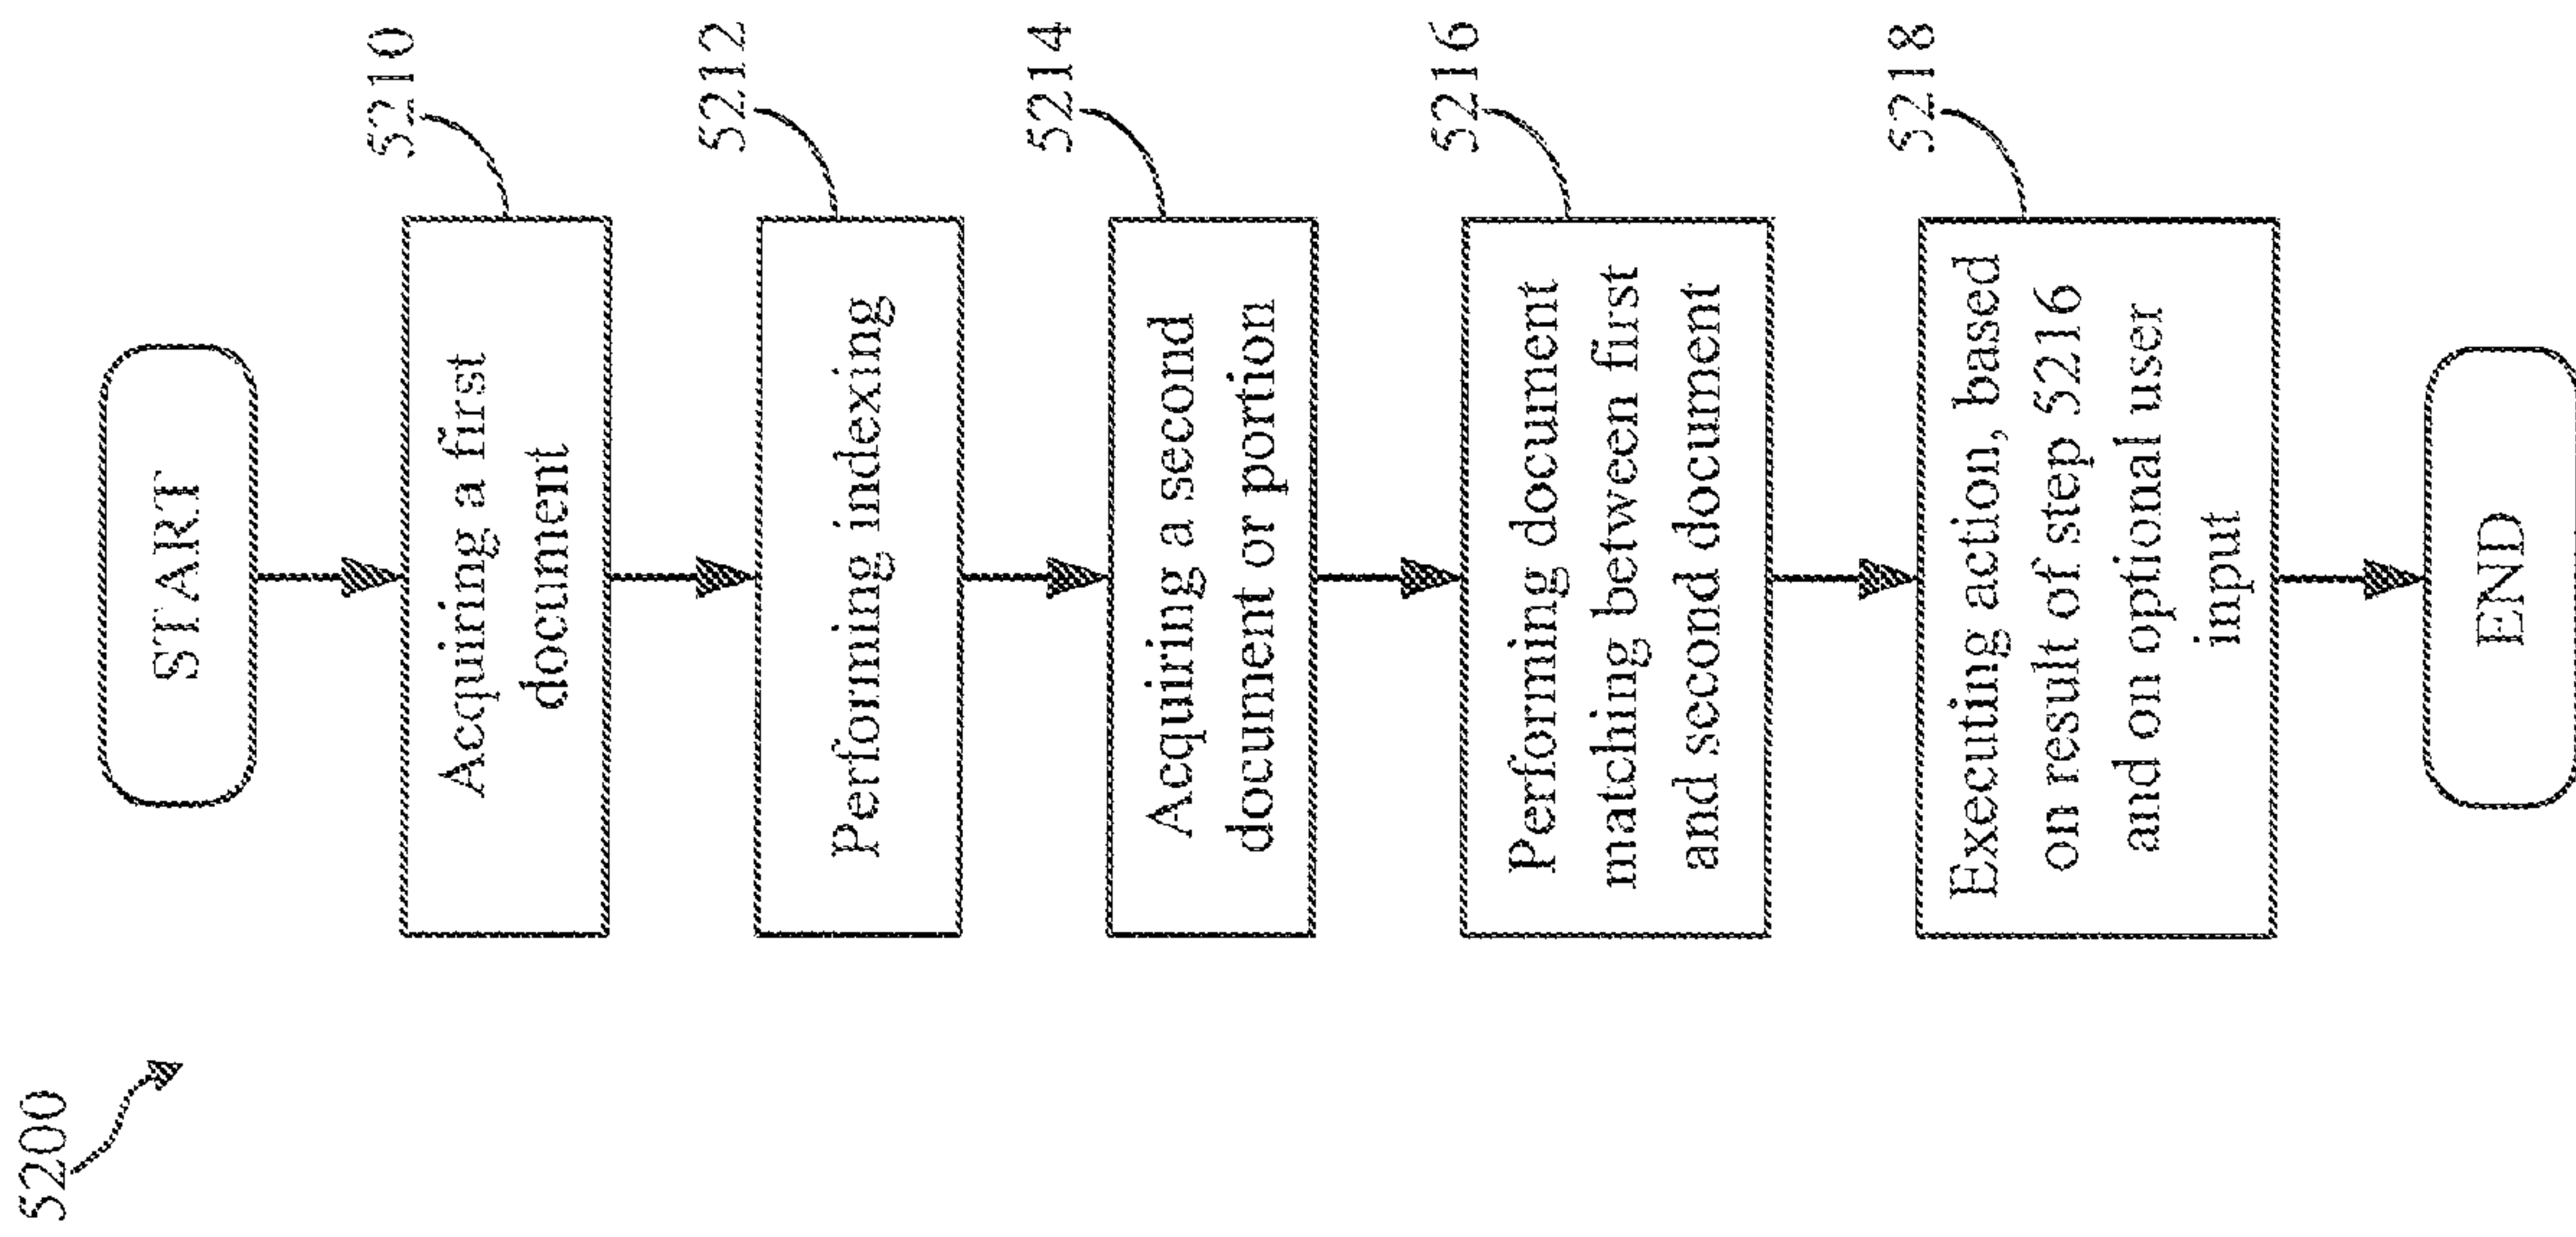 5200
START
5210
Acquiring a first
document
5212
Performing indexing
5214
Acquiring a second
document or portion
5216
Performing document
matching between first
and second document
5218
Executing action, based
on result of step 5216
and on optional user
input
END